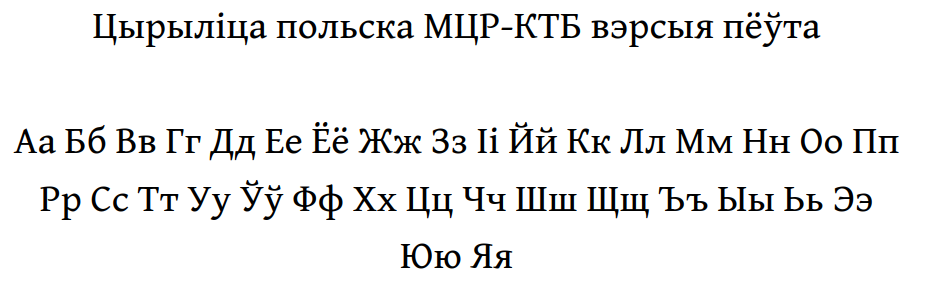 Цырыліца польска МЦР-КТБ вэрсыя пёўта
Аа Бб Вв Гг Дд Ее Ёё Жж Зз Іі Йй Кк Лл Мм Нн Оо Пп
Рр Сс Тт Уу Ўў Фф Хх Цц Чч Шш Щщ Ъъ Ыы Ьь Ээ
Юю Яя